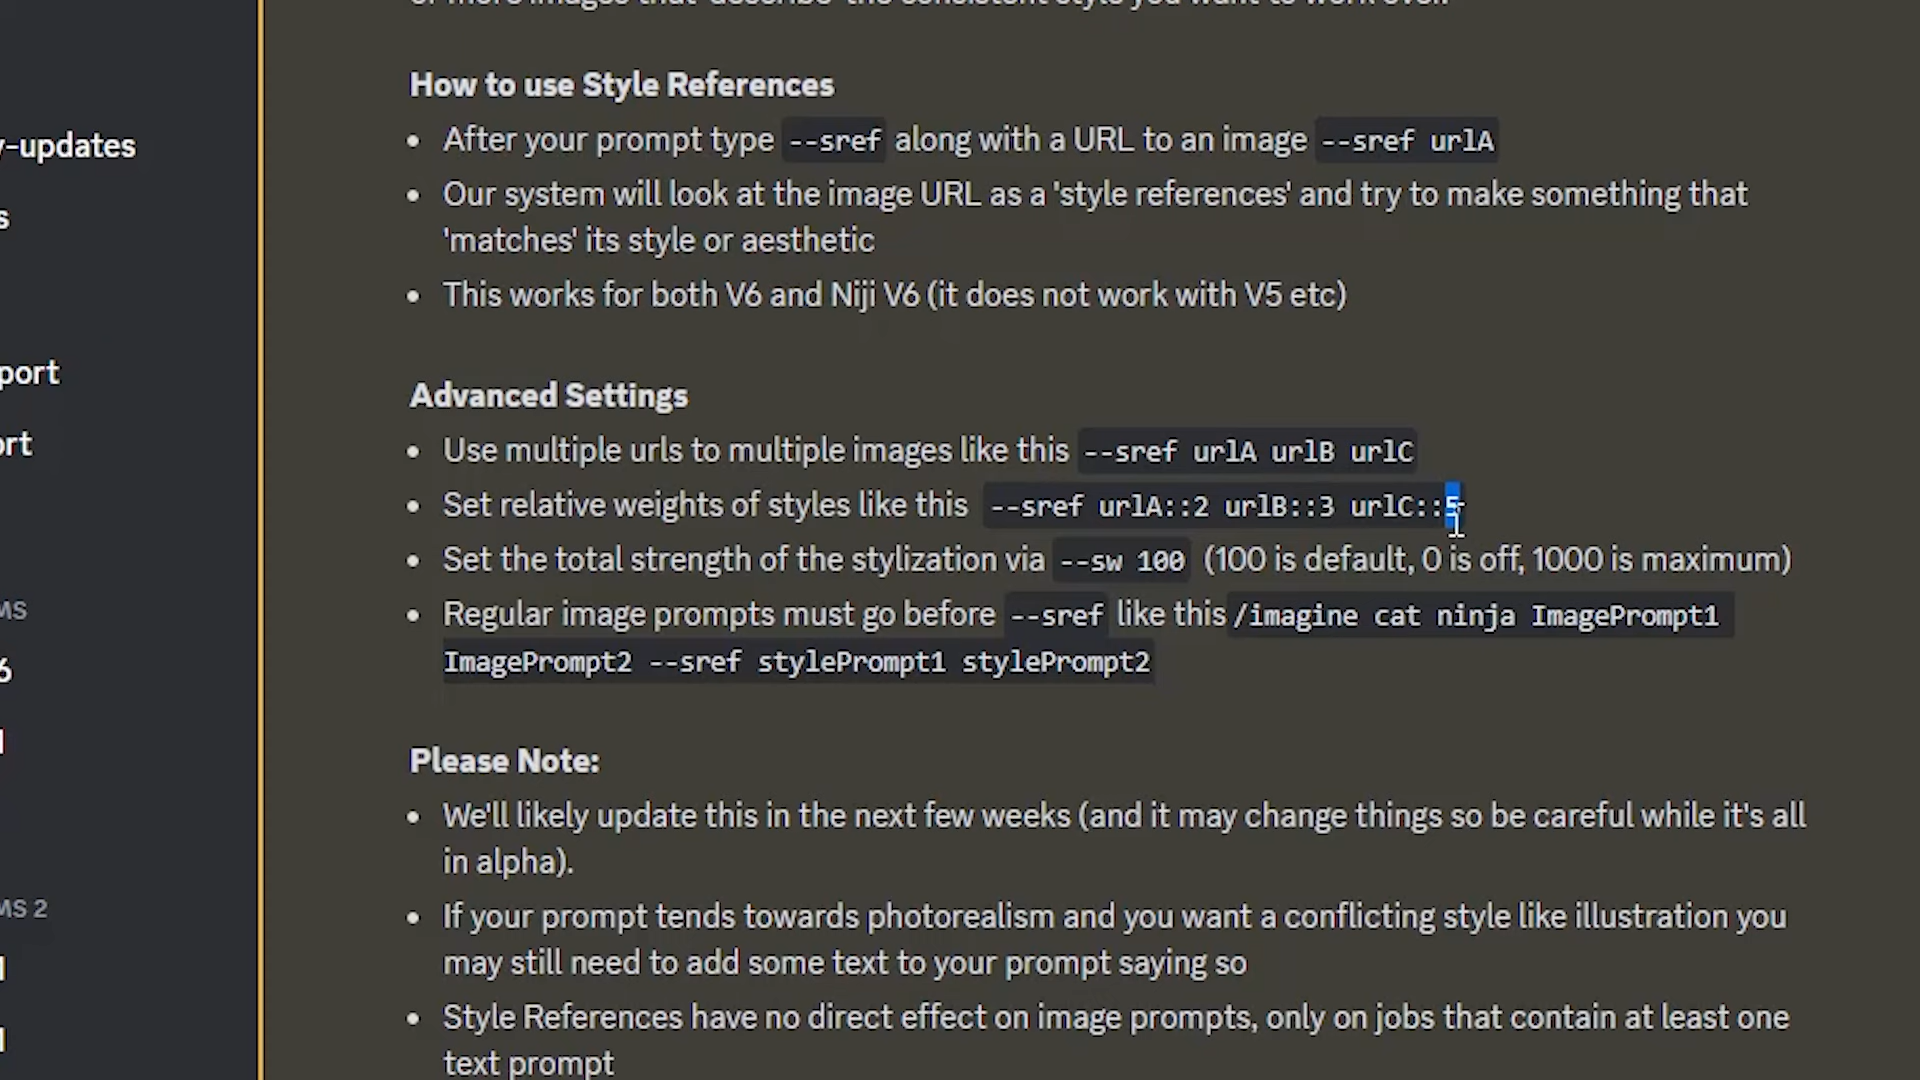 How to use Style References
y-updates
• After your prompt type --sref along with a URL to an image --sref urlA
• Our system will look at the image URL as a 'style references' and try to make something that
s
'matches' its style or aesthetic
• This works for both V6 and Niji V6 (it does not work with V5 etc)
port
Advanced Settings
ort
• Use multiple urls to multiple images like this --sref urlA urlB urlC
• Set relative weights of styles like this --sref urlA::2 urlB::3 urlC::5
• Set the total strength of the stylization via --sw 100 (100 is default, 0 is off, 1000 is maximum)
MS
• Regular image prompts must go before --sref like this /imagine cat ninja ImagePrompt1
6
ImagePrompt2 --sref stylePrompt1 stylePrompt2
Please Note:
• We'll likely update this in the next few weeks (and it may change things so be careful while it's all
in alpha).
MS 2
• If your prompt tends towards photorealism and you want a conflicting style like illustration you
may still need to add some text to your prompt saying so
• Style References have no direct effect on image prompts, only on jobs that contain at least one
text prompt